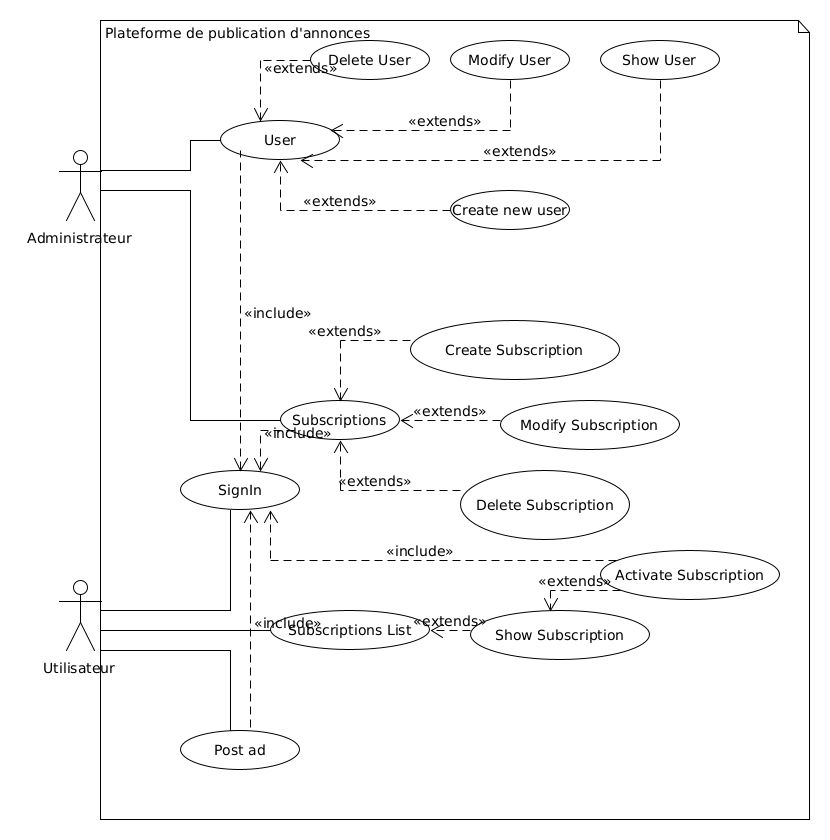 Plateforme de publication d'annonces
Delete User
Modify User
Show User
«extends»
«extends»
User
«extends»
«extends»
Create new user
Administrateur
«include»
«extends»
Create Subscription
«extends»
Subscriptions
Modify Subscription
«include»
«extends»
SignIn
Delete Subscription
«include»
Activate Subscription
«extends»
«include»
«extends»
Subscriptions List
Show Subscription
Utilisateur
Post ad